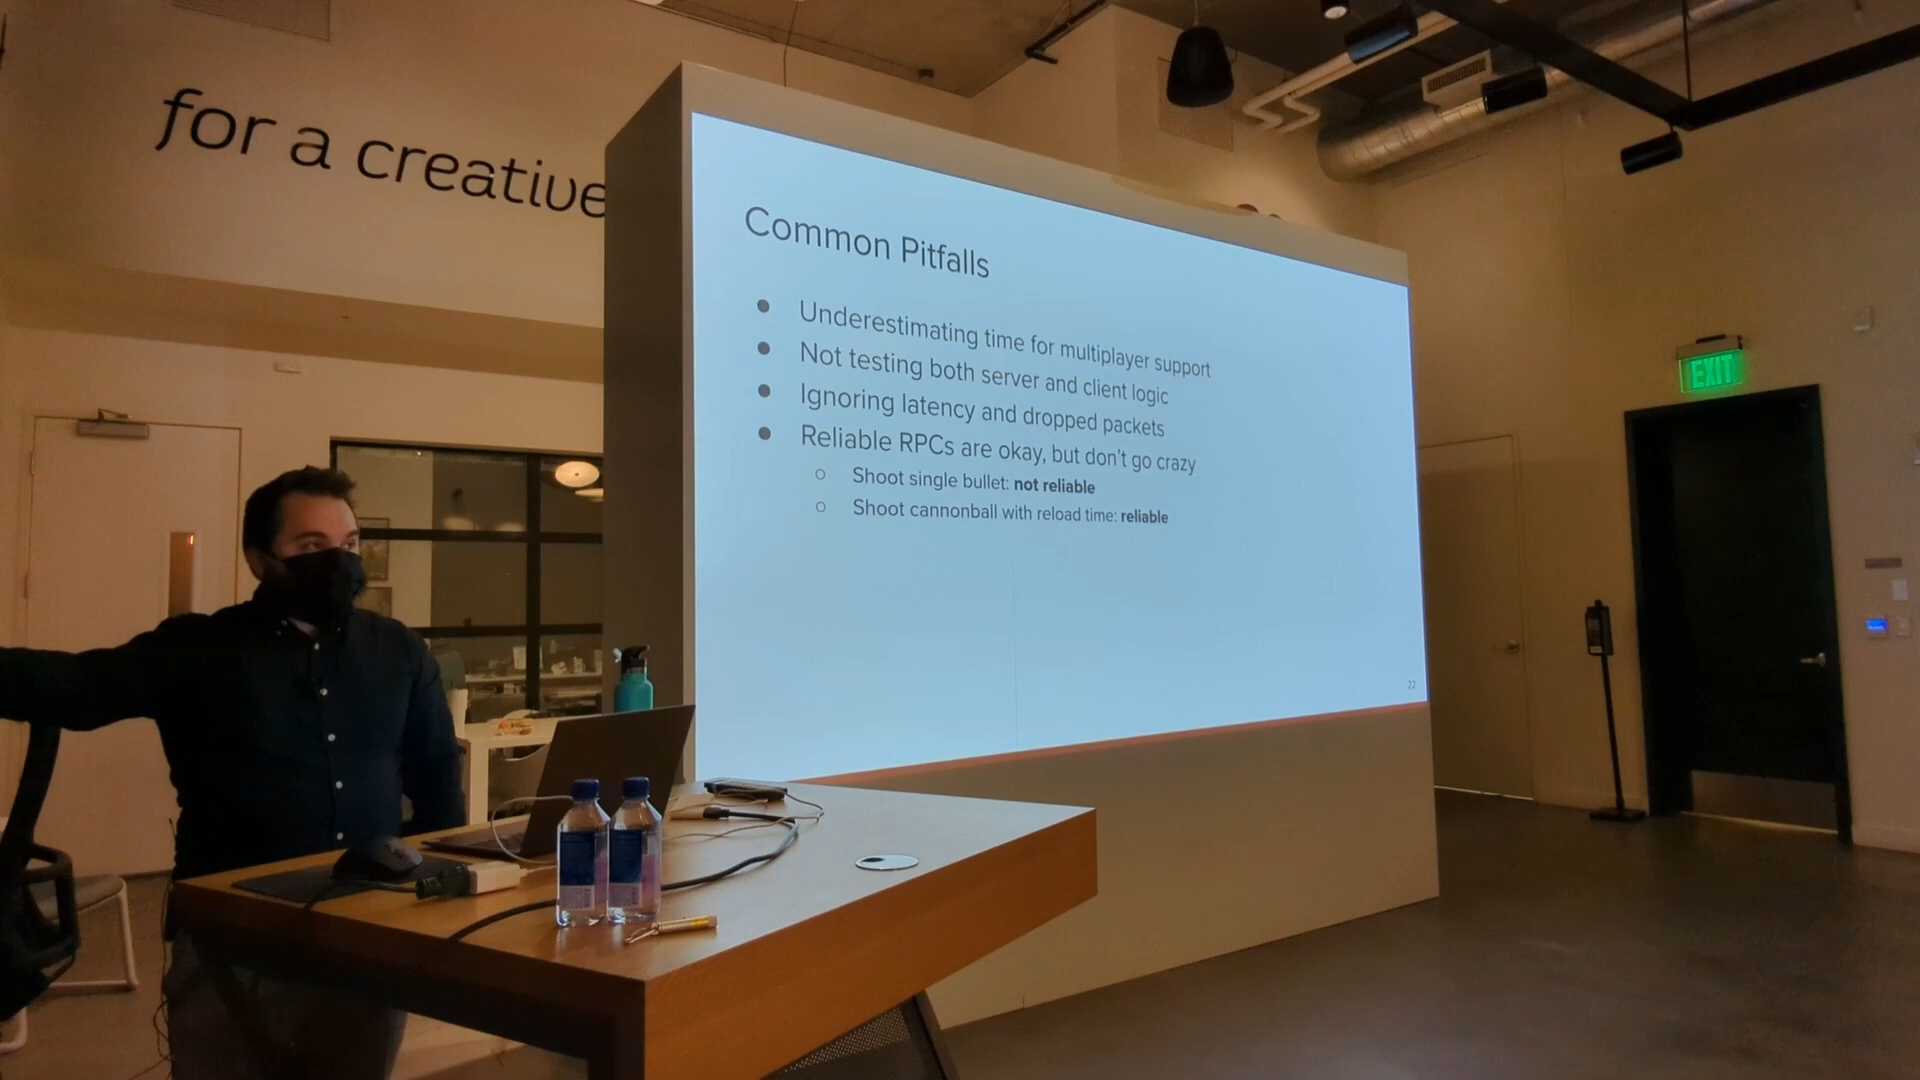 for a creative
Common Pitfalls
● Underestimating time for multiplayer support
● Not testing both server and client logic
● Ignoring latency and dropped packets
● Reliable RPCs are okay, but don't go crazy
○ Shoot single bullet: not reliable
○ Shoot cannonball with reload time: reliable
22
EXIT